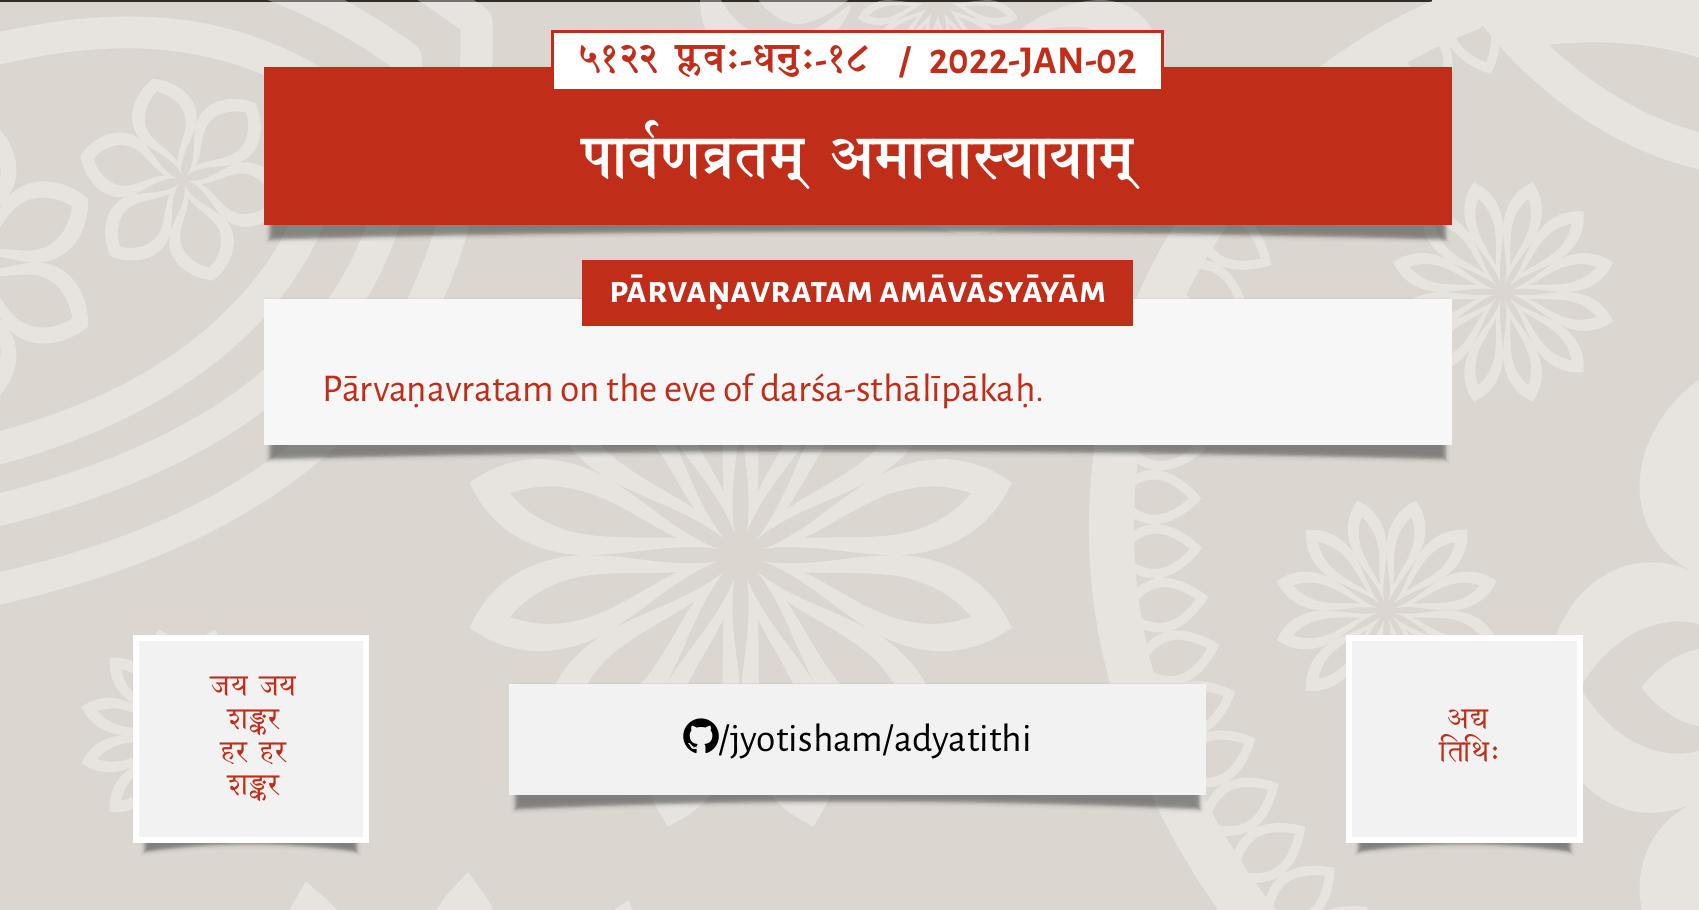 ५१२२ प्लवः-धनुः-१८ / 2022-JAN-02
पार्वणव्रतम् अमावास्यायाम्
PĀRVAṆAVRATAM AMĀVĀSYĀYĀM
Pārvaṇavratam on the eve of darśa-sthālīpākaḥ.
जय जय
शङ्कर
हर हर
शङ्कर
/jyotisham/adyatithi
अद्य
तिथिः